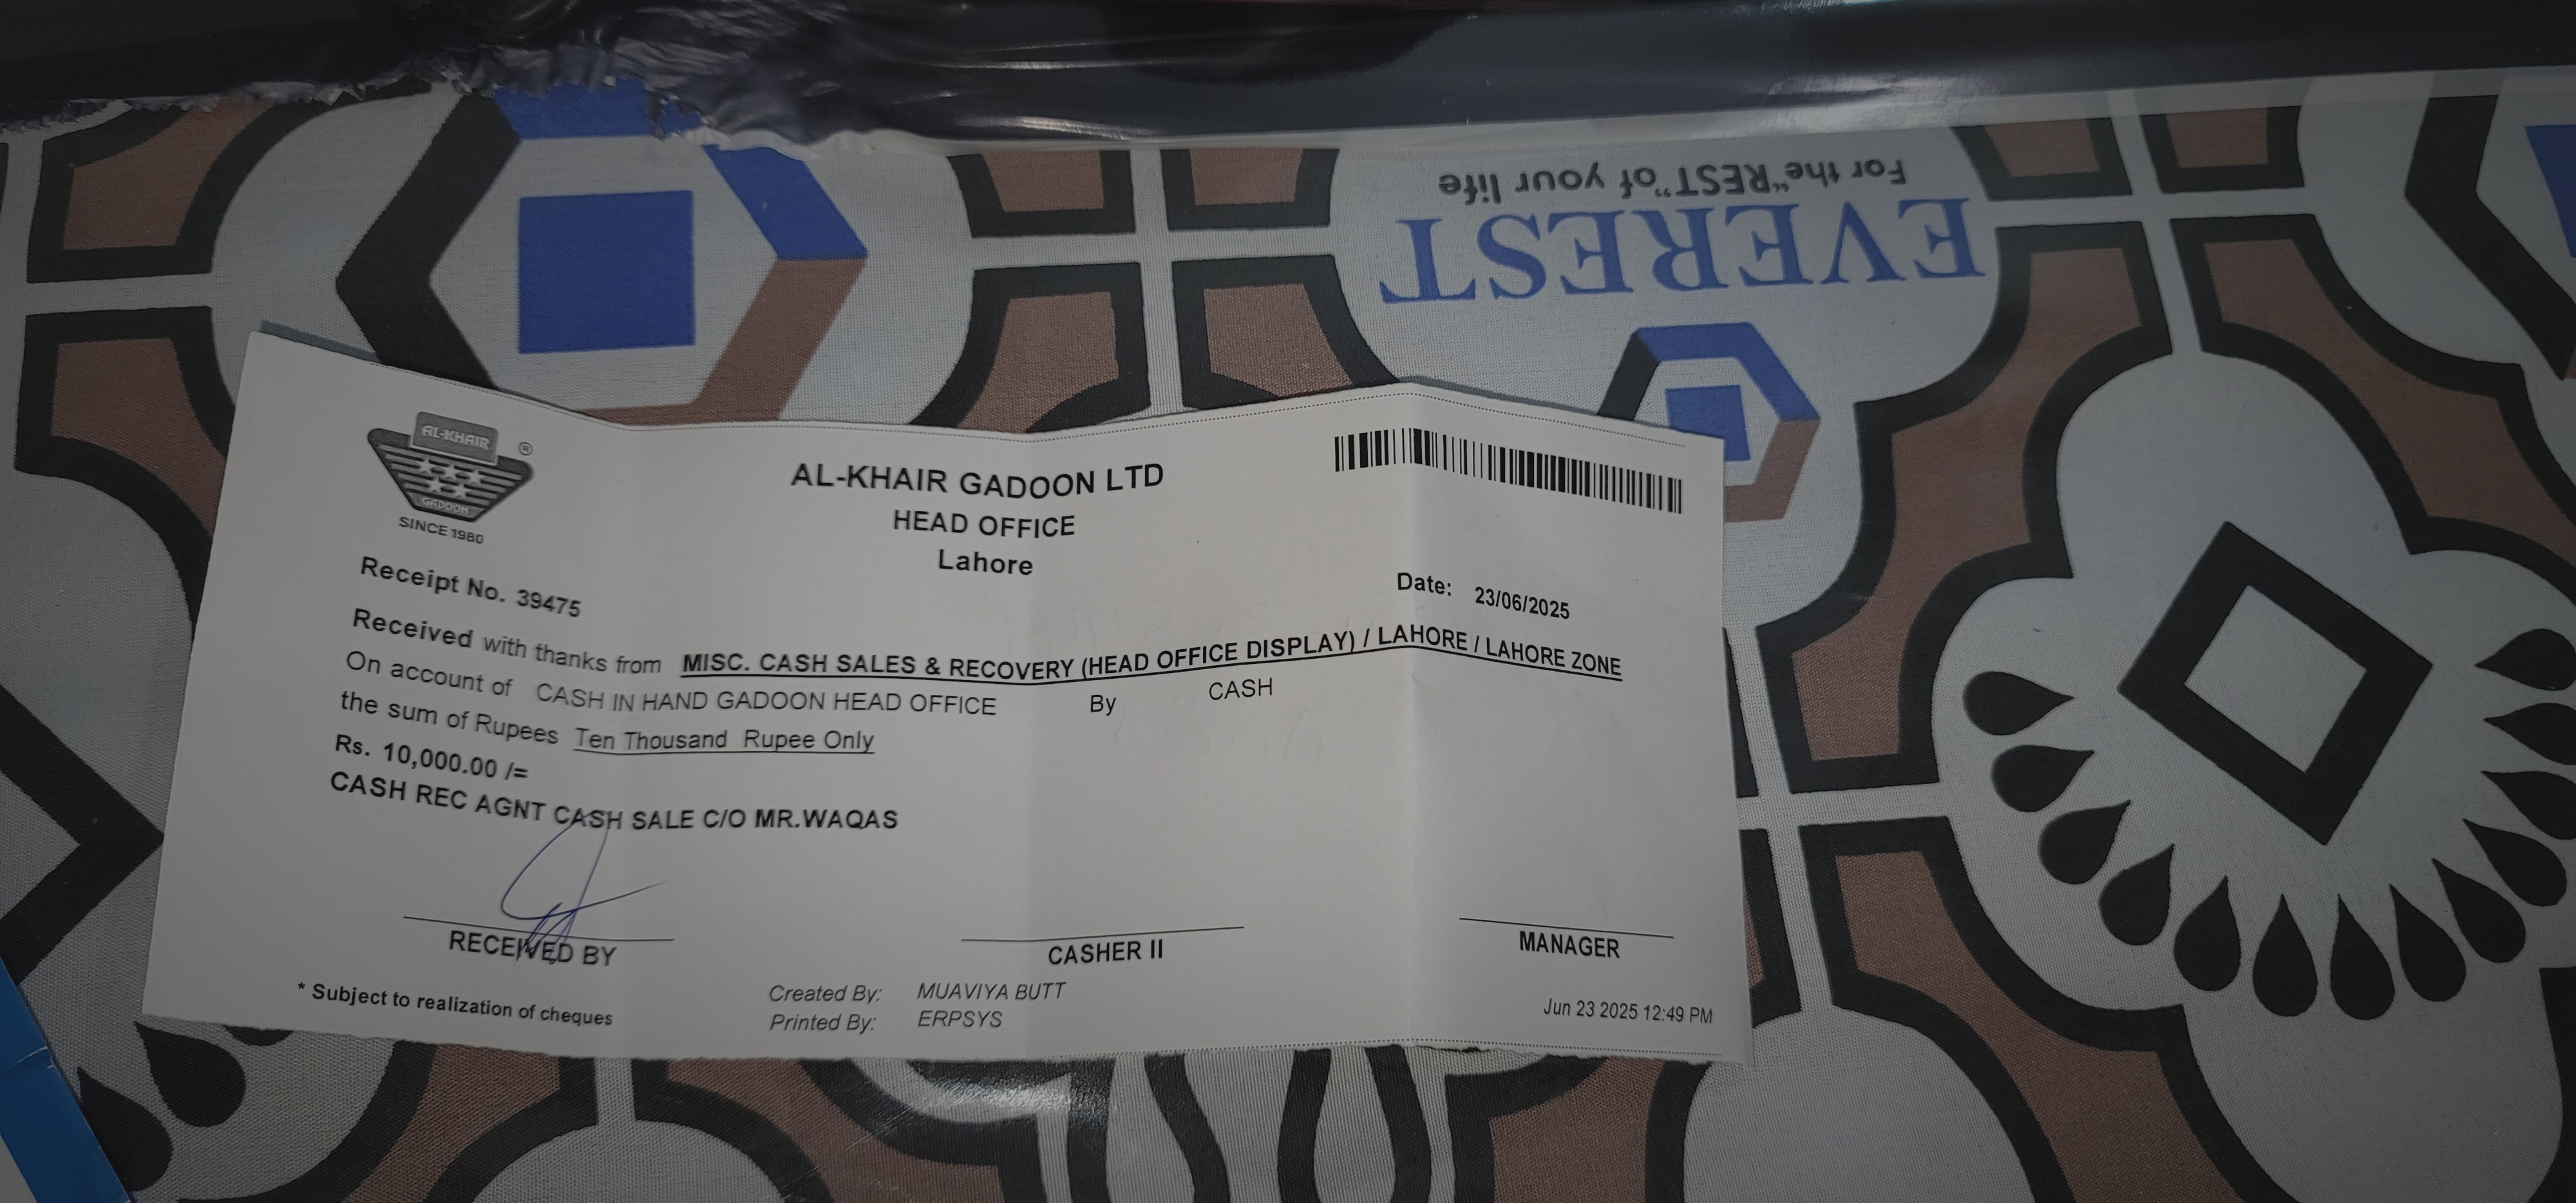 For the "REST" of your life
EVEREST
AL-KHAIR
®
GADOON
SINCE 1980
AL-KHAIR GADOON LTD
HEAD OFFICE
Lahore
Receipt No. 39475
Date: 23/06/2025
Received with thanks from MISC. CASH SALES & RECOVERY (HEAD OFFICE DISPLAY) / LAHORE / LAHORE ZONE
On account of CASH IN HAND GADOON HEAD OFFICE By CASH
the sum of Rupees Ten Thousand Rupee Only
Rs. 10,000.00 /=
CASH REC AGNT CASH SALE C/O MR.WAQAS
RECEIVED BY CASHER II MANAGER
* Subject to realization of cheques
Created By: MUAVIYA BUTT
Printed By: ERPSYS
Jun 23 2025 12:49 PM